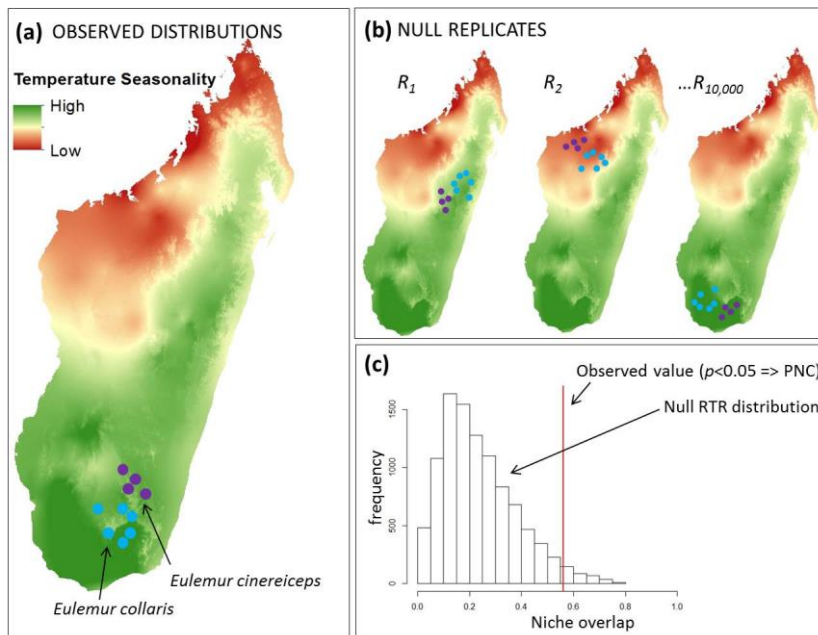 (a) OBSERVED DISTRIBUTIONS
Temperature Seasonality
High
Low
Eulemur cinereiceps
Eulemur collaris
(b) NULL REPLICATES
R1
R2
...R10,000
(c)
Observed value (p<0.05 => PNC)
Null RTR distribution
frequency
1500
1000
500
0
0.0 0.2 0.4 0.6 0.8 1.0
Niche overlap